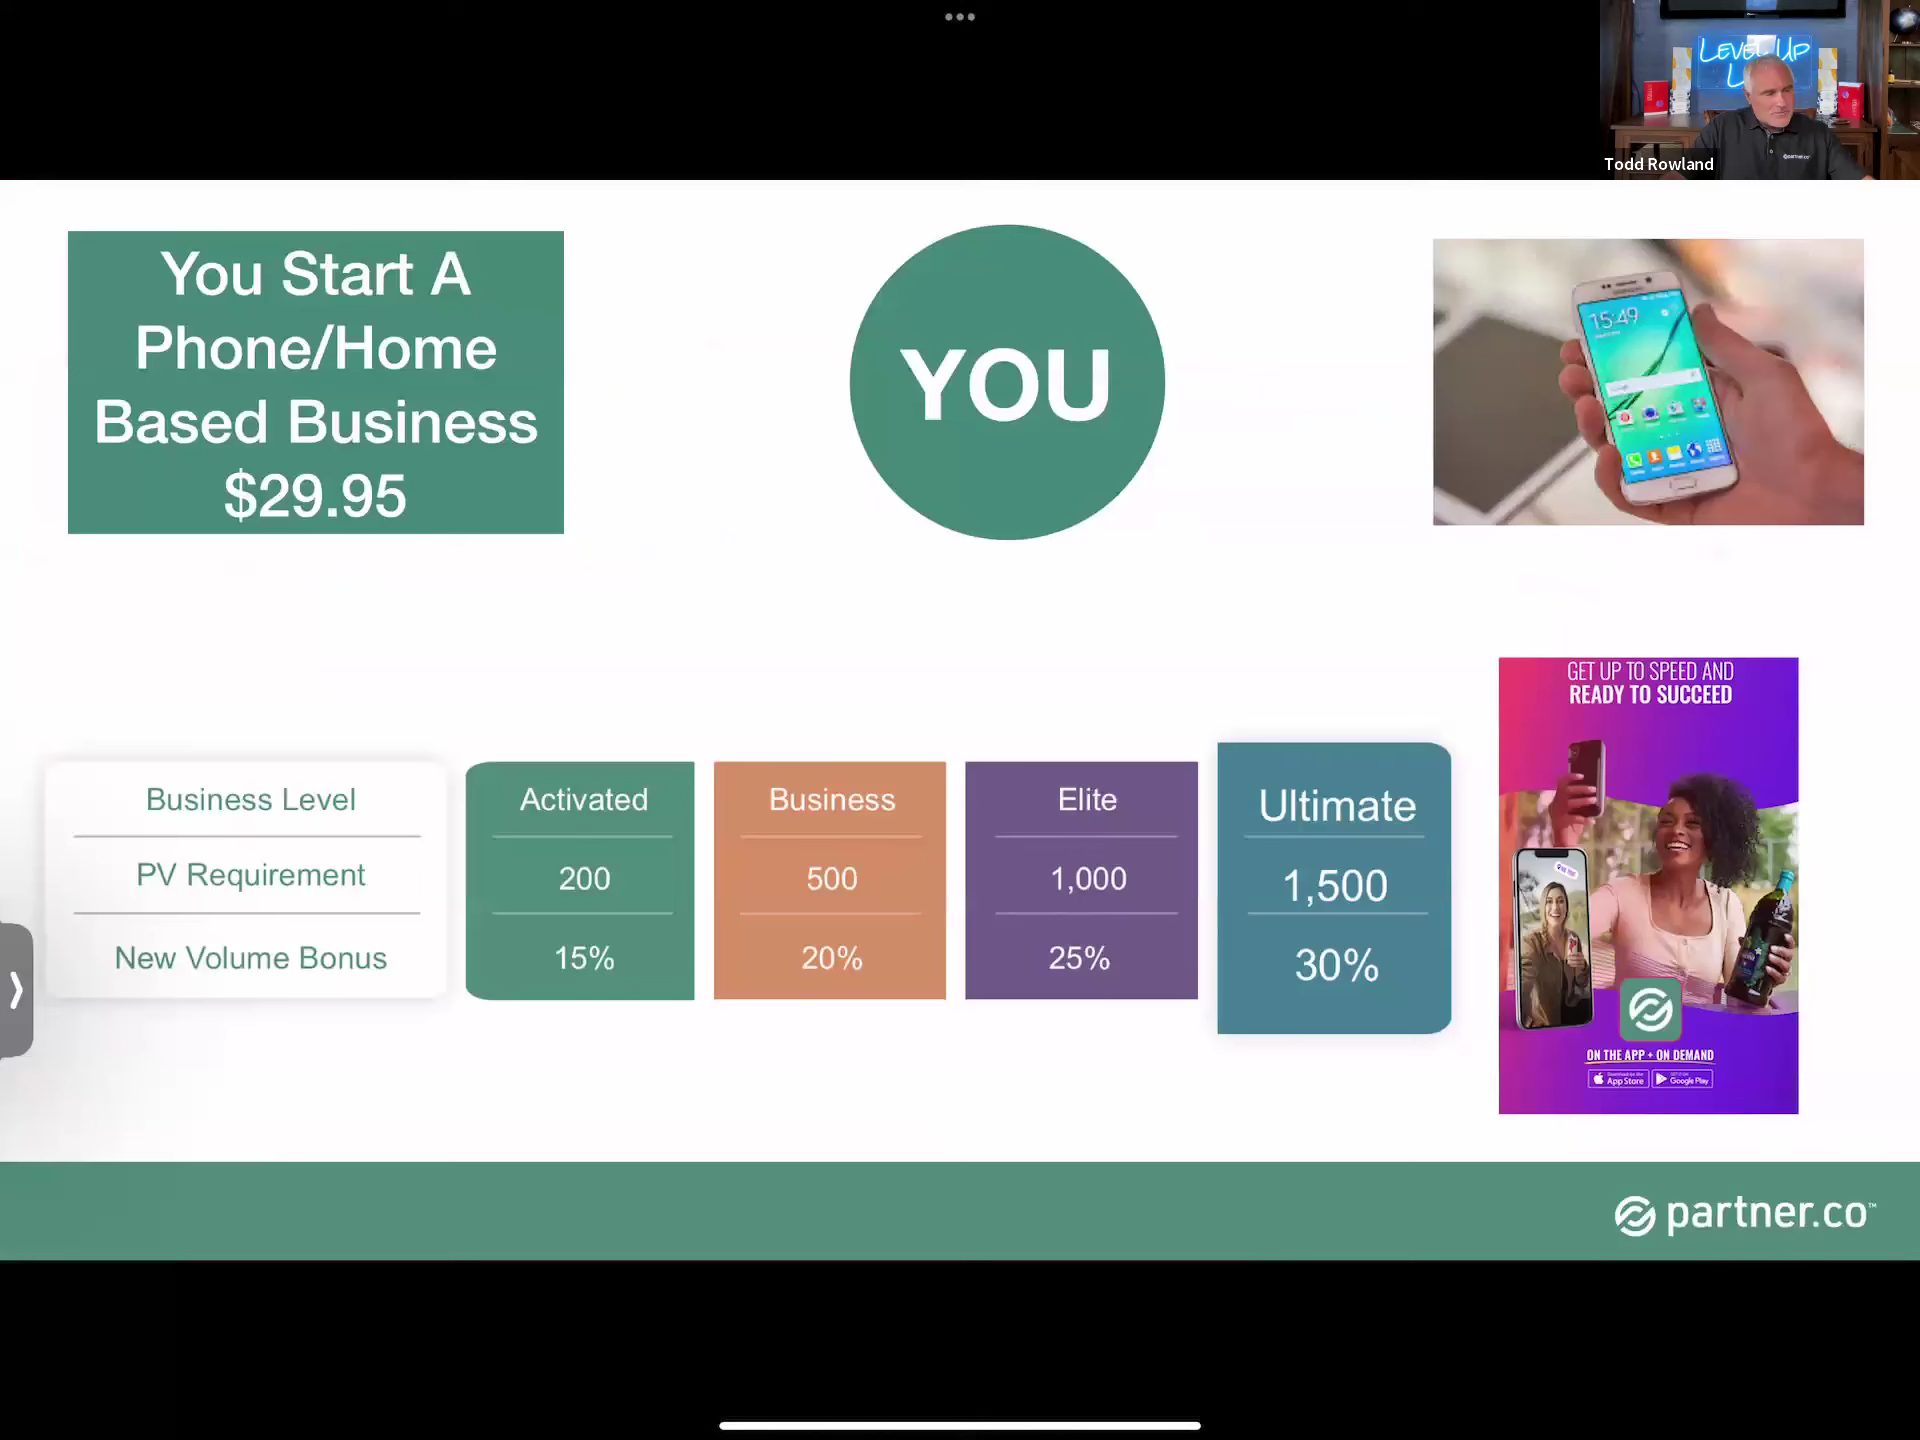 LEVEL UP
Todd Rowland
You Start A
Phone/Home
Based Business
$29.95
YOU
15:49
GET UP TO SPEED AND
READY TO SUCCEED
Business Level
Activated
Business
Elite
Ultimate
PV Requirement
200
500
1,000
1,500
New Volume Bonus
15%
20%
25%
30%
ON THE APP + ON DEMAND
App Store
Google Play
partner.co™